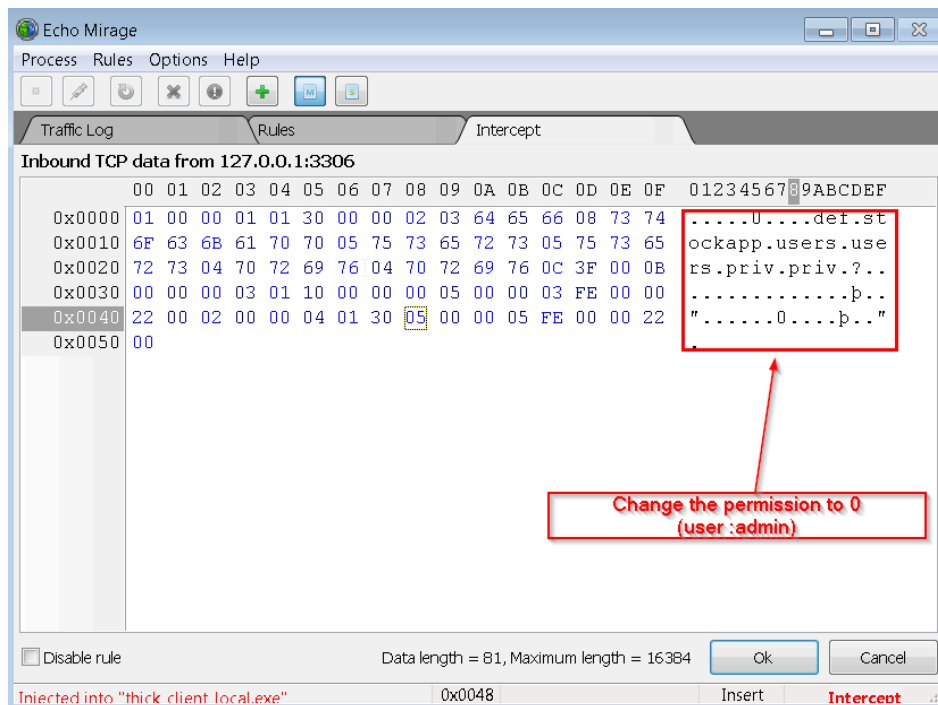 Echo Mirage
Process Rules Options Help
M S
Traffic Log Rules Intercept
Inbound TCP data from 127.0.0.1:3306
00 01 02 03 04 05 06 07 08 09 0A 0B 0C 0D 0E 0F 0123456789ABCDEF
0x0000 01 00 00 01 01 30 00 00 02 03 64 65 66 08 73 74 .....0....def.st
0x0010 6F 63 6B 61 70 70 05 75 73 65 72 73 05 75 73 65 ockapp.users.use
0x0020 72 73 04 70 72 69 76 04 70 72 69 76 0C 3F 00 0B rs.priv.priv.?..
0x0030 00 00 00 03 01 10 00 00 00 05 00 00 03 FE 00 00 .............þ..
0x0040 22 00 02 00 00 04 01 30 05 00 00 05 FE 00 00 22 "......0....þ.."
0x0050 00 .
Change the permission to 0
(user :admin)
Disable rule Data length = 81, Maximum length = 16384 Ok Cancel
Injected into "thick_client_local.exe" 0x0048 Insert Intercept